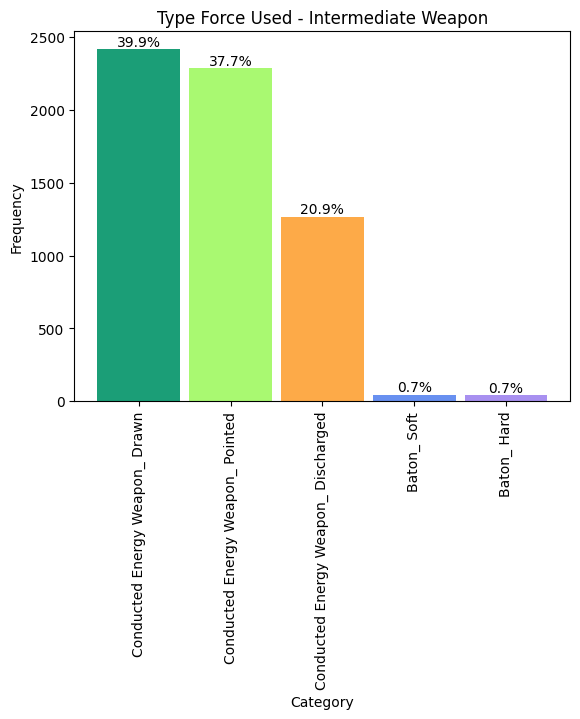 Type Force Used - Intermediate Weapon
2500
2000
1500
1000
500
0
Frequency
39.9%
37.7%
20.9%
0.7%
0.7%
Conducted Energy Weapon_ Drawn
Conducted Energy Weapon_ Pointed
Conducted Energy Weapon_ Discharged
Baton_ Soft
Baton_ Hard
Category